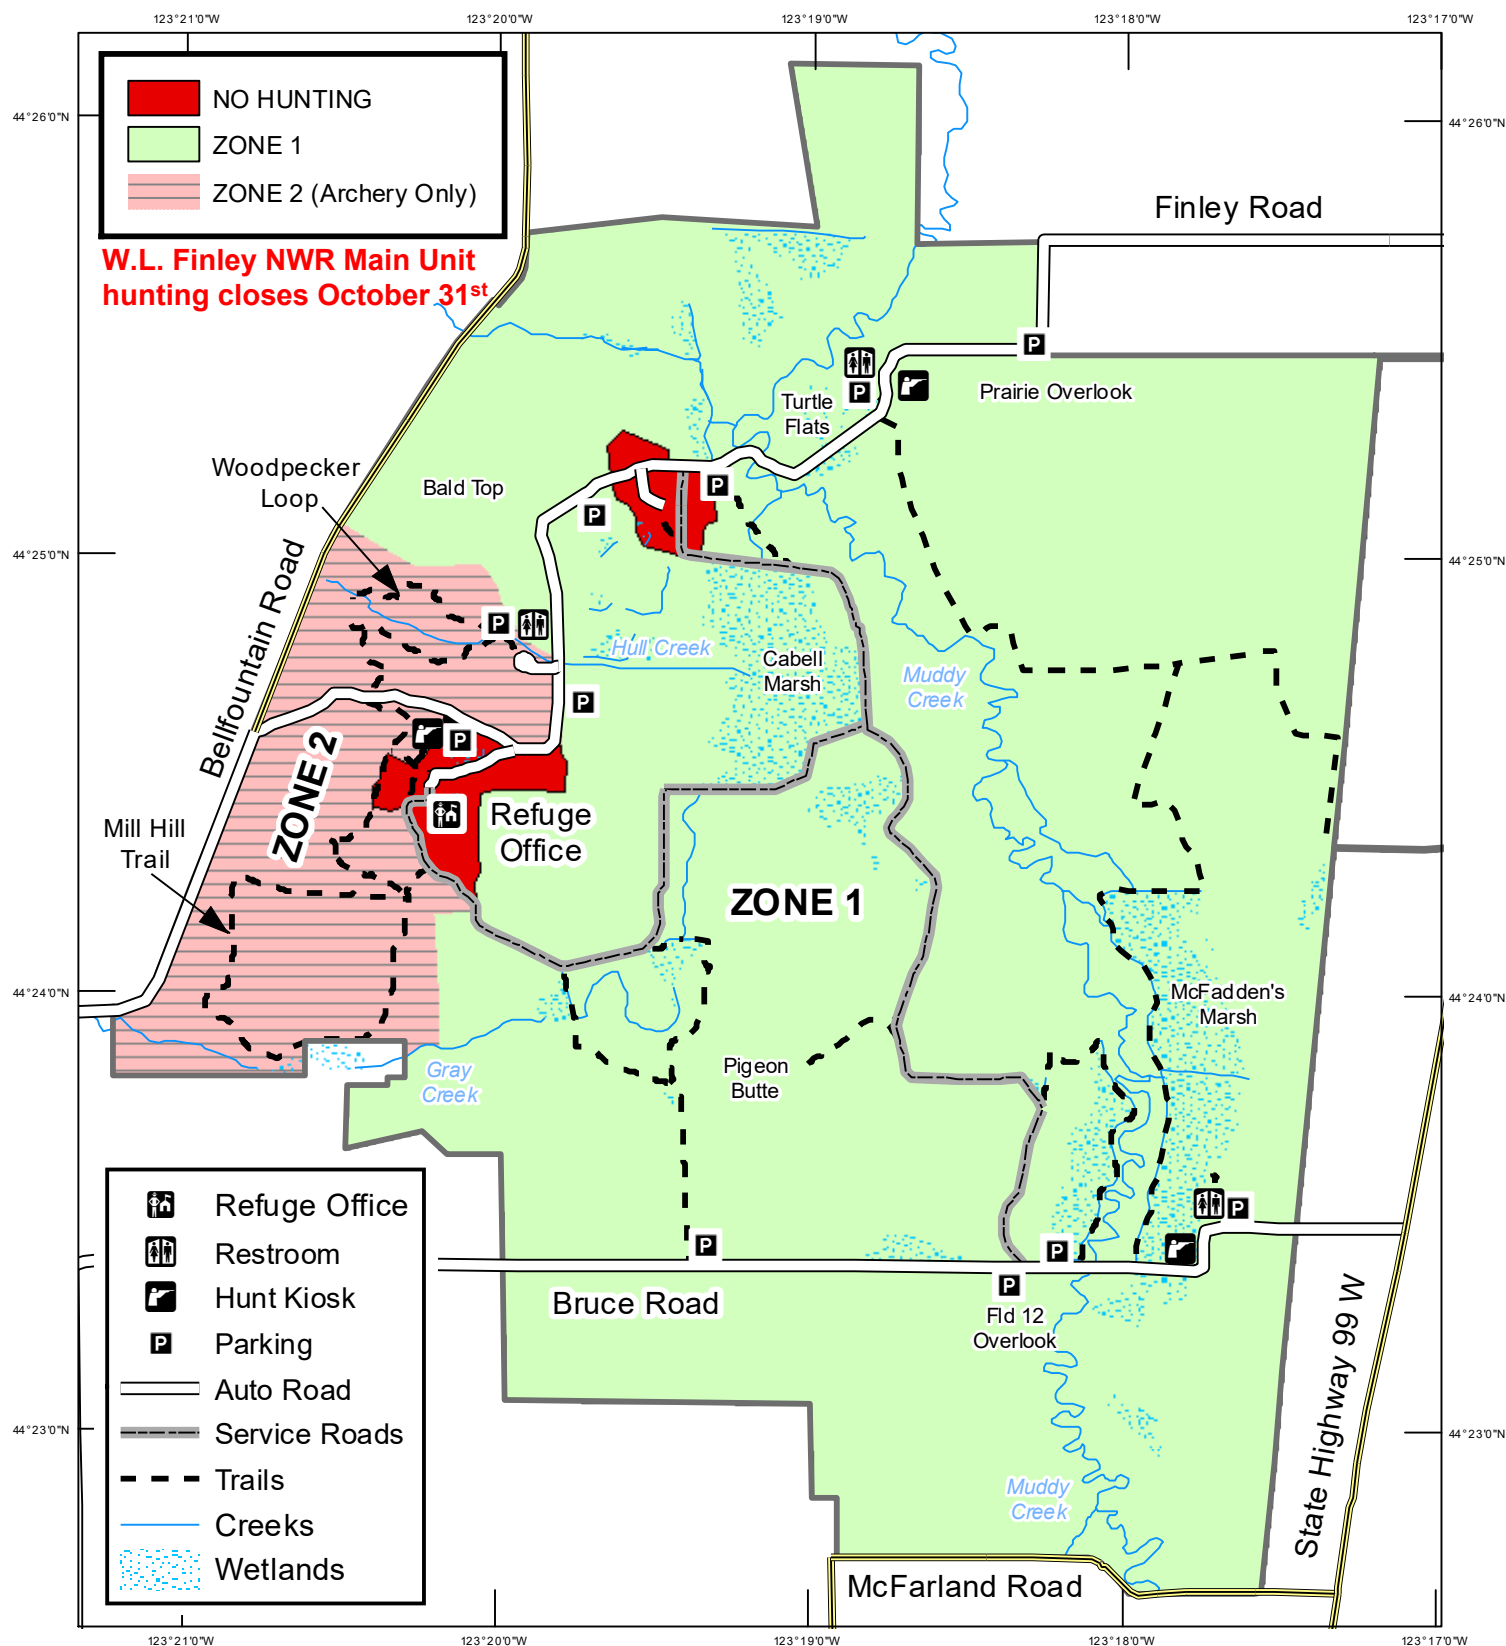 123°21'0"W
123°20'0"W
123°19'0"W
123°18'0"W
123°17'0"W
NO HUNTING
ZONE 1
ZONE 2 (Archery Only)
44°26'0"N
44°26'0"N
W.L. Finley NWR Main Unit
hunting closes October 31st
Finley Road
P
P
Turtle
Flats
Prairie Overlook
Woodpecker
Loop
Bald Top
P
P
44°25'0"N
44°25'0"N
Bellfountain Road
P
Hull Creek
Cabell
Marsh
Muddy
Creek
P
P
ZONE 2
Refuge
Office
Mill Hill
Trail
ZONE 1
44°24'0"N
44°24'0"N
McFadden's
Marsh
Gray
Creek
Pigeon
Butte
Refuge Office
Restroom
Hunt Kiosk
P Parking
Auto Road
Service Roads
Trails
Creeks
Wetlands
P
P
P
P
Bruce Road
Fld 12
Overlook
State Highway 99 W
44°23'0"N
44°23'0"N
Muddy
Creek
McFarland Road
123°21'0"W
123°20'0"W
123°19'0"W
123°18'0"W
123°17'0"W